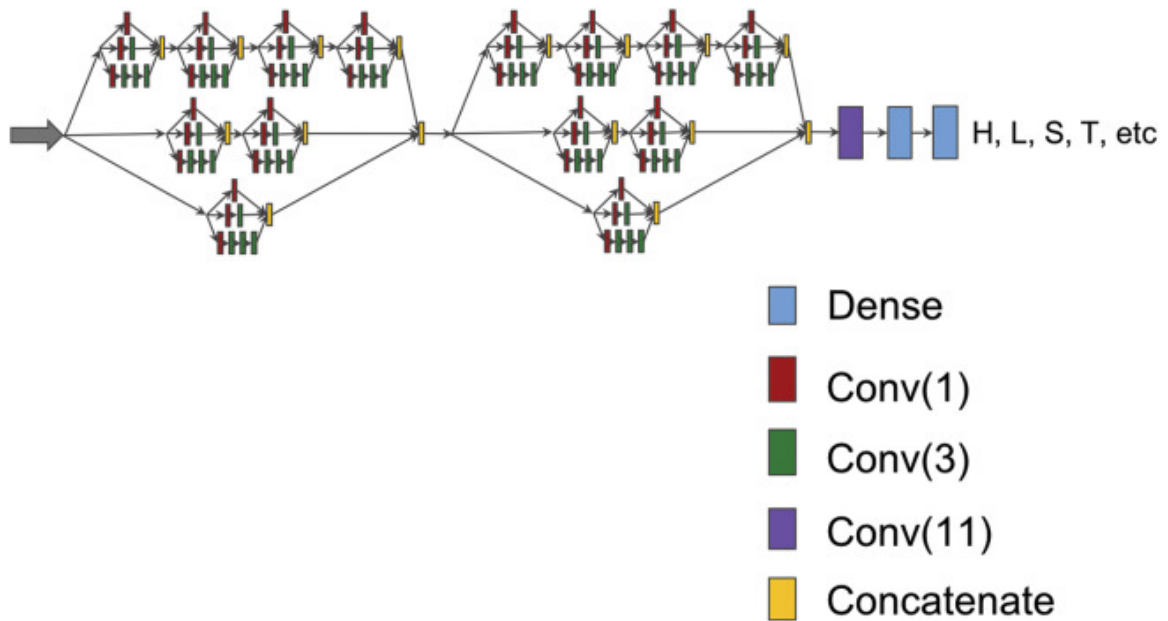 H, L, S, T, etc
Dense
Conv(1)
Conv(3)
Conv(11)
Concatenate